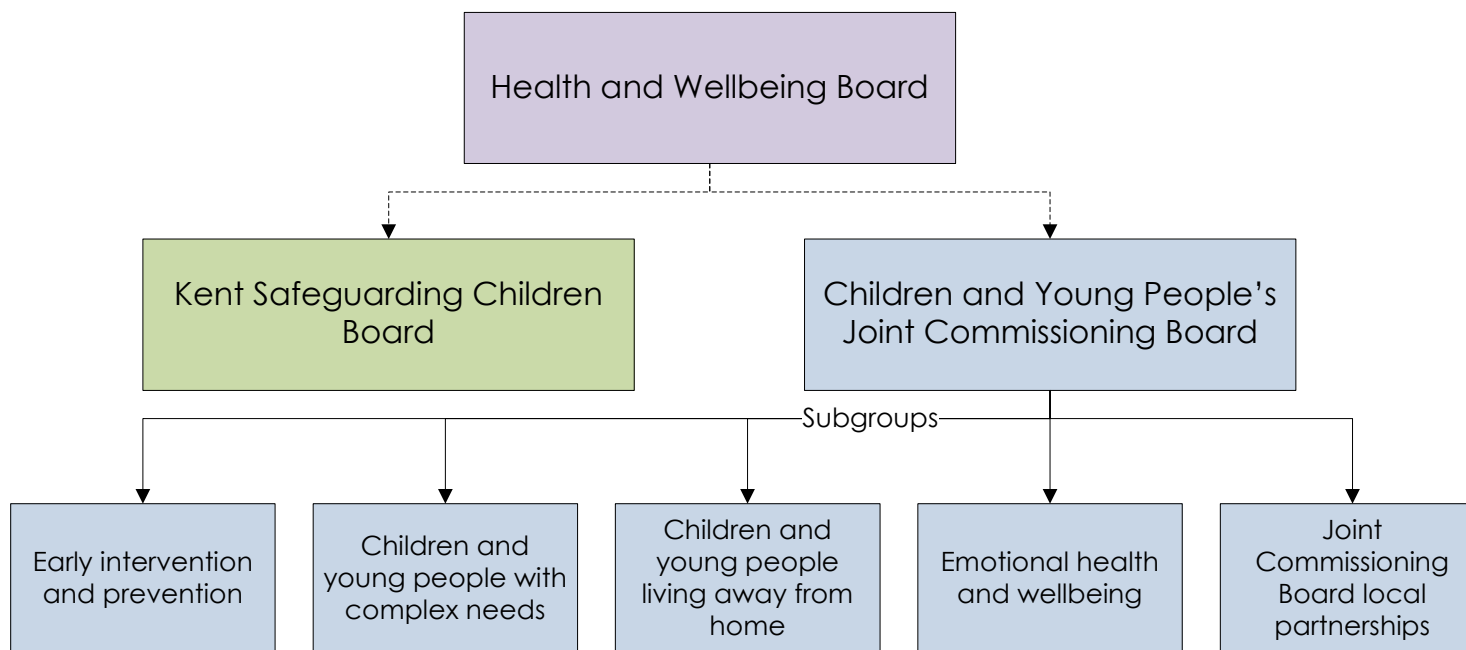 Health and Wellbeing Board
Kent Safeguarding Children
Board
Children and Young People’s
Joint Commissioning Board
Subgroups
Early intervention
and prevention
Children and
young people with
complex needs
Children and
young people
living away from
home
Emotional health
and wellbeing
Joint
Commissioning
Board local
partnerships